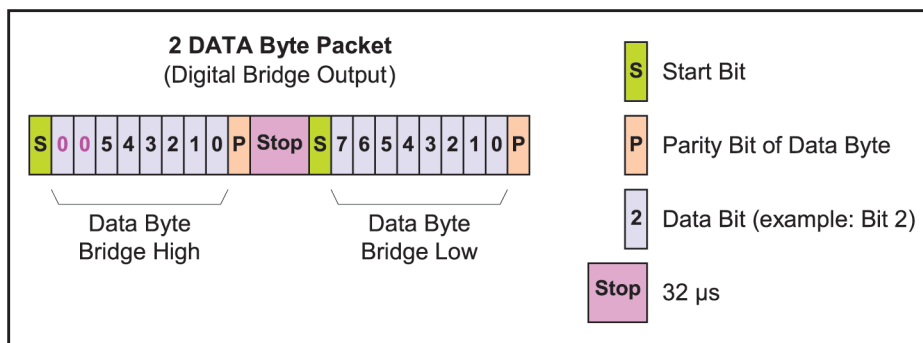 2 DATA Byte Packet
(Digital Bridge Output)
S 0 0 5 4 3 2 1 0 P Stop S 7 6 5 4 3 2 1 0 P
Data Byte
Bridge High
Data Byte
Bridge Low
S Start Bit
P Parity Bit of Data Byte
2 Data Bit (example: Bit 2)
Stop 32 µs